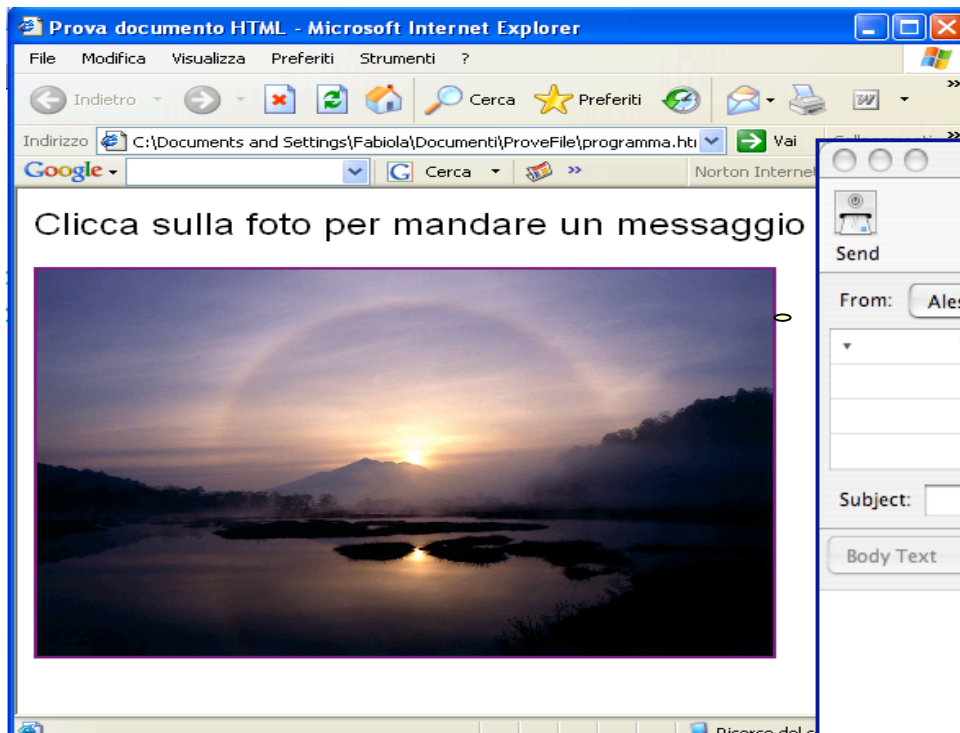 Prova documento HTML - Microsoft Internet Explorer
File Modifica Visualizza Preferiti Strumenti ?
Indietro Cerca Preferiti W »
Indirizzo C:\Documents and Settings\Fabiola\Documenti\ProveFile\programma.htm Vai »
Google G Cerca » Norton Internet
Clicca sulla foto per mandare un messaggio
Send
From: Ales
Subject:
Body Text